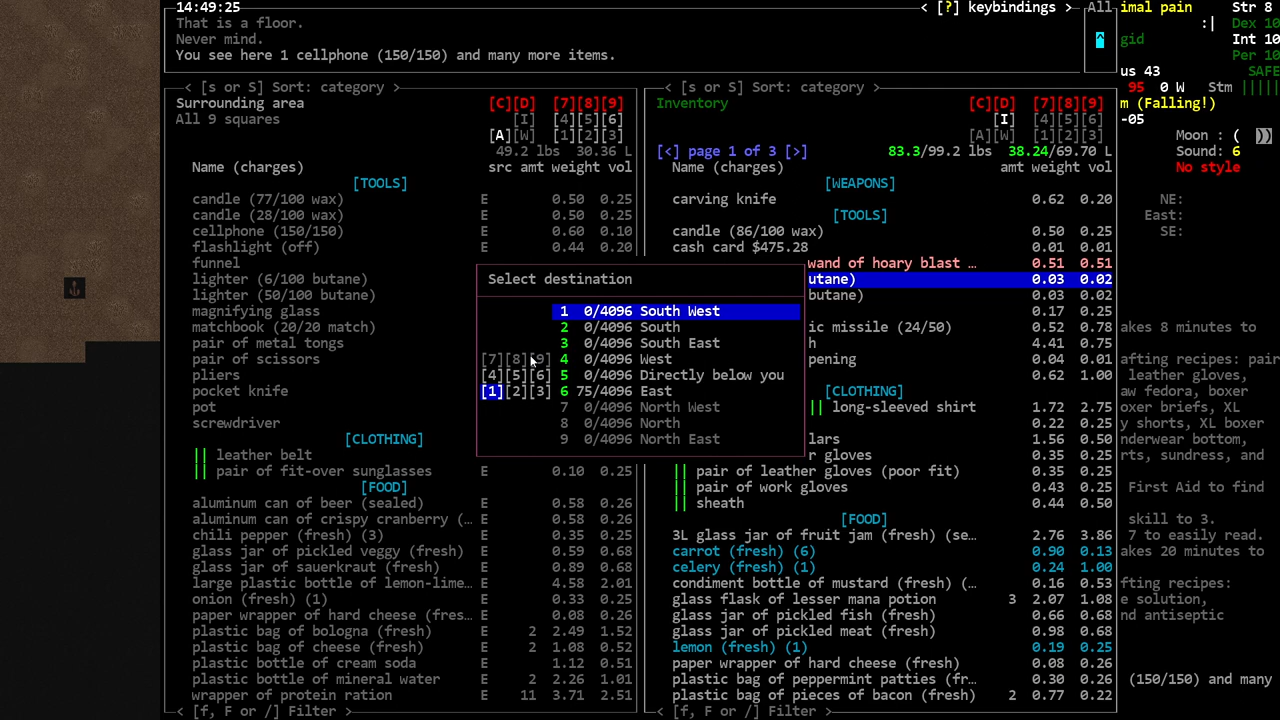 14:49:25 < [?] keybindings >
That is a floor.
Never mind.
You see here 1 cellphone (150/150) and many more items.
All
^
imal pain Str 8
:| Dex 10
gid Int 10
Per 10
us 43 SAFE
95 0 W Stm |||||
m (Falling!)
-05
Moon : ( ))
Sound: 6
No style
NE:
East:
SE:
akes 8 minutes to
afting recipes: pair
leather gloves,
aw fedora, boxer
oxer briefs, XL
y shorts, XL boxer
nderwear bottom,
rts, sundress, and
First Aid to find
skill to 3.
7 to easily read.
akes 20 minutes to
fting recipes:
e solution,
nd antiseptic
(150/150) and many
< [s or S] Sort: category >
Surrounding area [C][D] [7][8][9]
All 9 squares [I] [4][5][6]
[A][W] [1][2][3]
49.2 lbs 30.36 L
Name (charges) src amt weight vol
[TOOLS]
candle (77/100 wax) E 0.50 0.25
candle (28/100 wax) E 0.50 0.25
cellphone (150/150) E 0.60 0.10
flashlight (off) E 0.44 0.20
funnel
lighter (6/100 butane)
lighter (50/100 butane)
magnifying glass
matchbook (20/20 match)
pair of metal tongs
pair of scissors
pliers
pocket knife
pot
screwdriver
[CLOTHING]
|| leather belt
|| pair of fit-over sunglasses E 0.10 0.25
[FOOD]
aluminum can of beer (sealed) E 0.58 0.26
aluminum can of crispy cranberry (… E 0.58 0.26
chili pepper (fresh) (3) E 0.35 0.25
glass jar of pickled veggy (fresh) E 0.59 0.68
glass jar of sauerkraut (fresh) E 0.89 0.68
large plastic bottle of lemon-lime… E 4.58 2.01
onion (fresh) (1) E 0.33 0.25
paper wrapper of hard cheese (fres… E 0.08 0.26
plastic bag of bologna (fresh) E 2 2.49 1.52
plastic bag of cheese (fresh) E 2 1.08 0.52
plastic bottle of cream soda E 1.12 0.51
plastic bottle of mineral water E 2 2.26 1.01
wrapper of protein ration E 11 3.71 2.51
< [f, F or /] Filter >
< [s or S] Sort: category >
Inventory [C][D] [7][8][9]
[I] [4][5][6]
[A][W] [1][2][3]
[<] page 1 of 3 [>] 83.3/99.2 lbs 38.24/69.70 L
Name (charges) amt weight vol
[WEAPONS]
carving knife 0.62 0.20
[TOOLS]
candle (86/100 wax) 0.50 0.25
cash card $475.28 0.01 0.01
wand of hoary blast … 0.51 0.51
utane) 0.03 0.02
butane) 0.03 0.02
0.17 0.25
ic missile (24/50) 0.52 0.78
h 4.41 0.75
pening 0.04 0.01
0.62 1.00
[CLOTHING]
|| long-sleeved shirt 1.72 2.75
0.22 0.25
lars 1.56 0.50
r gloves 0.35 0.25
|| pair of leather gloves (poor fit) 0.35 0.25
|| pair of work gloves 0.43 0.25
|| sheath 0.44 0.50
[FOOD]
3L glass jar of fruit jam (fresh) (se… 2.76 3.86
carrot (fresh) (6) 0.90 0.13
celery (fresh) (1) 0.24 1.00
condiment bottle of mustard (fresh) (… 0.16 0.53
glass flask of lesser mana potion 3 2.07 1.08
glass jar of pickled fish (fresh) 0.66 0.68
glass jar of pickled meat (fresh) 0.98 0.68
lemon (fresh) (1) 0.19 0.25
paper wrapper of hard cheese (fresh) 0.08 0.26
plastic bag of peppermint patties (fr… 0.30 0.26
plastic bag of pieces of bacon (fresh) 2 0.77 0.22
< [f, F or /] Filter >
Select destination
1 0/4096 South West
2 0/4096 South
3 0/4096 South East
[7][8][9] 4 0/4096 West
[4][5][6] 5 0/4096 Directly below you
[1][2][3] 6 75/4096 East
7 0/4096 North West
8 0/4096 North
9 0/4096 North East